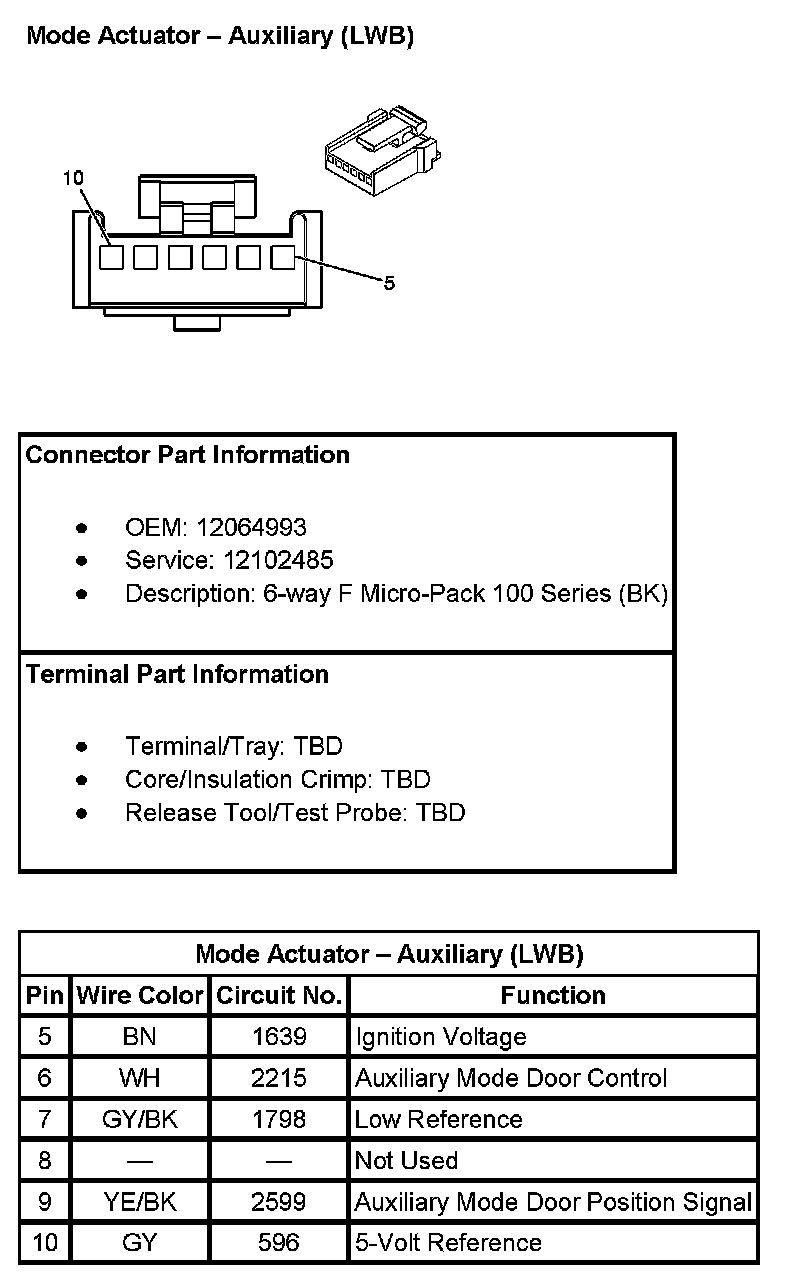 Mode Actuator – Auxiliary (LWB)
10
5
Connector Part Information
● OEM: 12064993
● Service: 12102485
● Description: 6-way F Micro-Pack 100 Series (BK)
Terminal Part Information
● Terminal/Tray: TBD
● Core/Insulation Crimp: TBD
● Release Tool/Test Probe: TBD
Mode Actuator – Auxiliary (LWB)
Pin Wire Color Circuit No. Function
5 BN 1639 Ignition Voltage
6 WH 2215 Auxiliary Mode Door Control
7 GY/BK 1798 Low Reference
8 — — Not Used
9 YE/BK 2599 Auxiliary Mode Door Position Signal
10 GY 596 5-Volt Reference